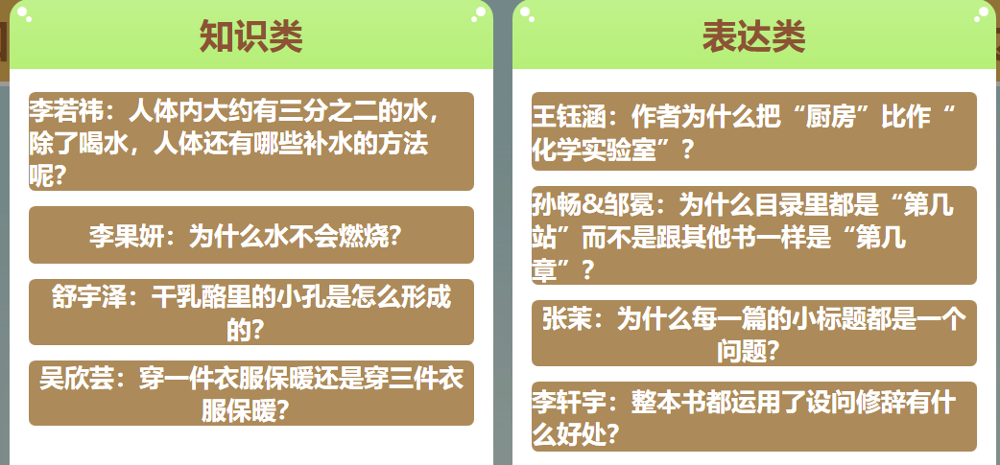 知识类
李若祎：人体内大约有三分之二的水，
除了喝水，人体还有哪些补水的方法
呢？
李果妍：为什么水不会燃烧？
舒宇泽：干乳酪里的小孔是怎么形成
的？
吴欣芸：穿一件衣服保暖还是穿三件衣
服保暖？
表达类
王钰涵：作者为什么把“厨房”比作“
化学实验室”？
孙畅&邹冕：为什么目录里都是“第几
站”而不是跟其他书一样是“第几
章”？
张茉：为什么每一篇的小标题都是一个
问题？
李轩宇：整本书都运用了设问修辞有什
么好处？